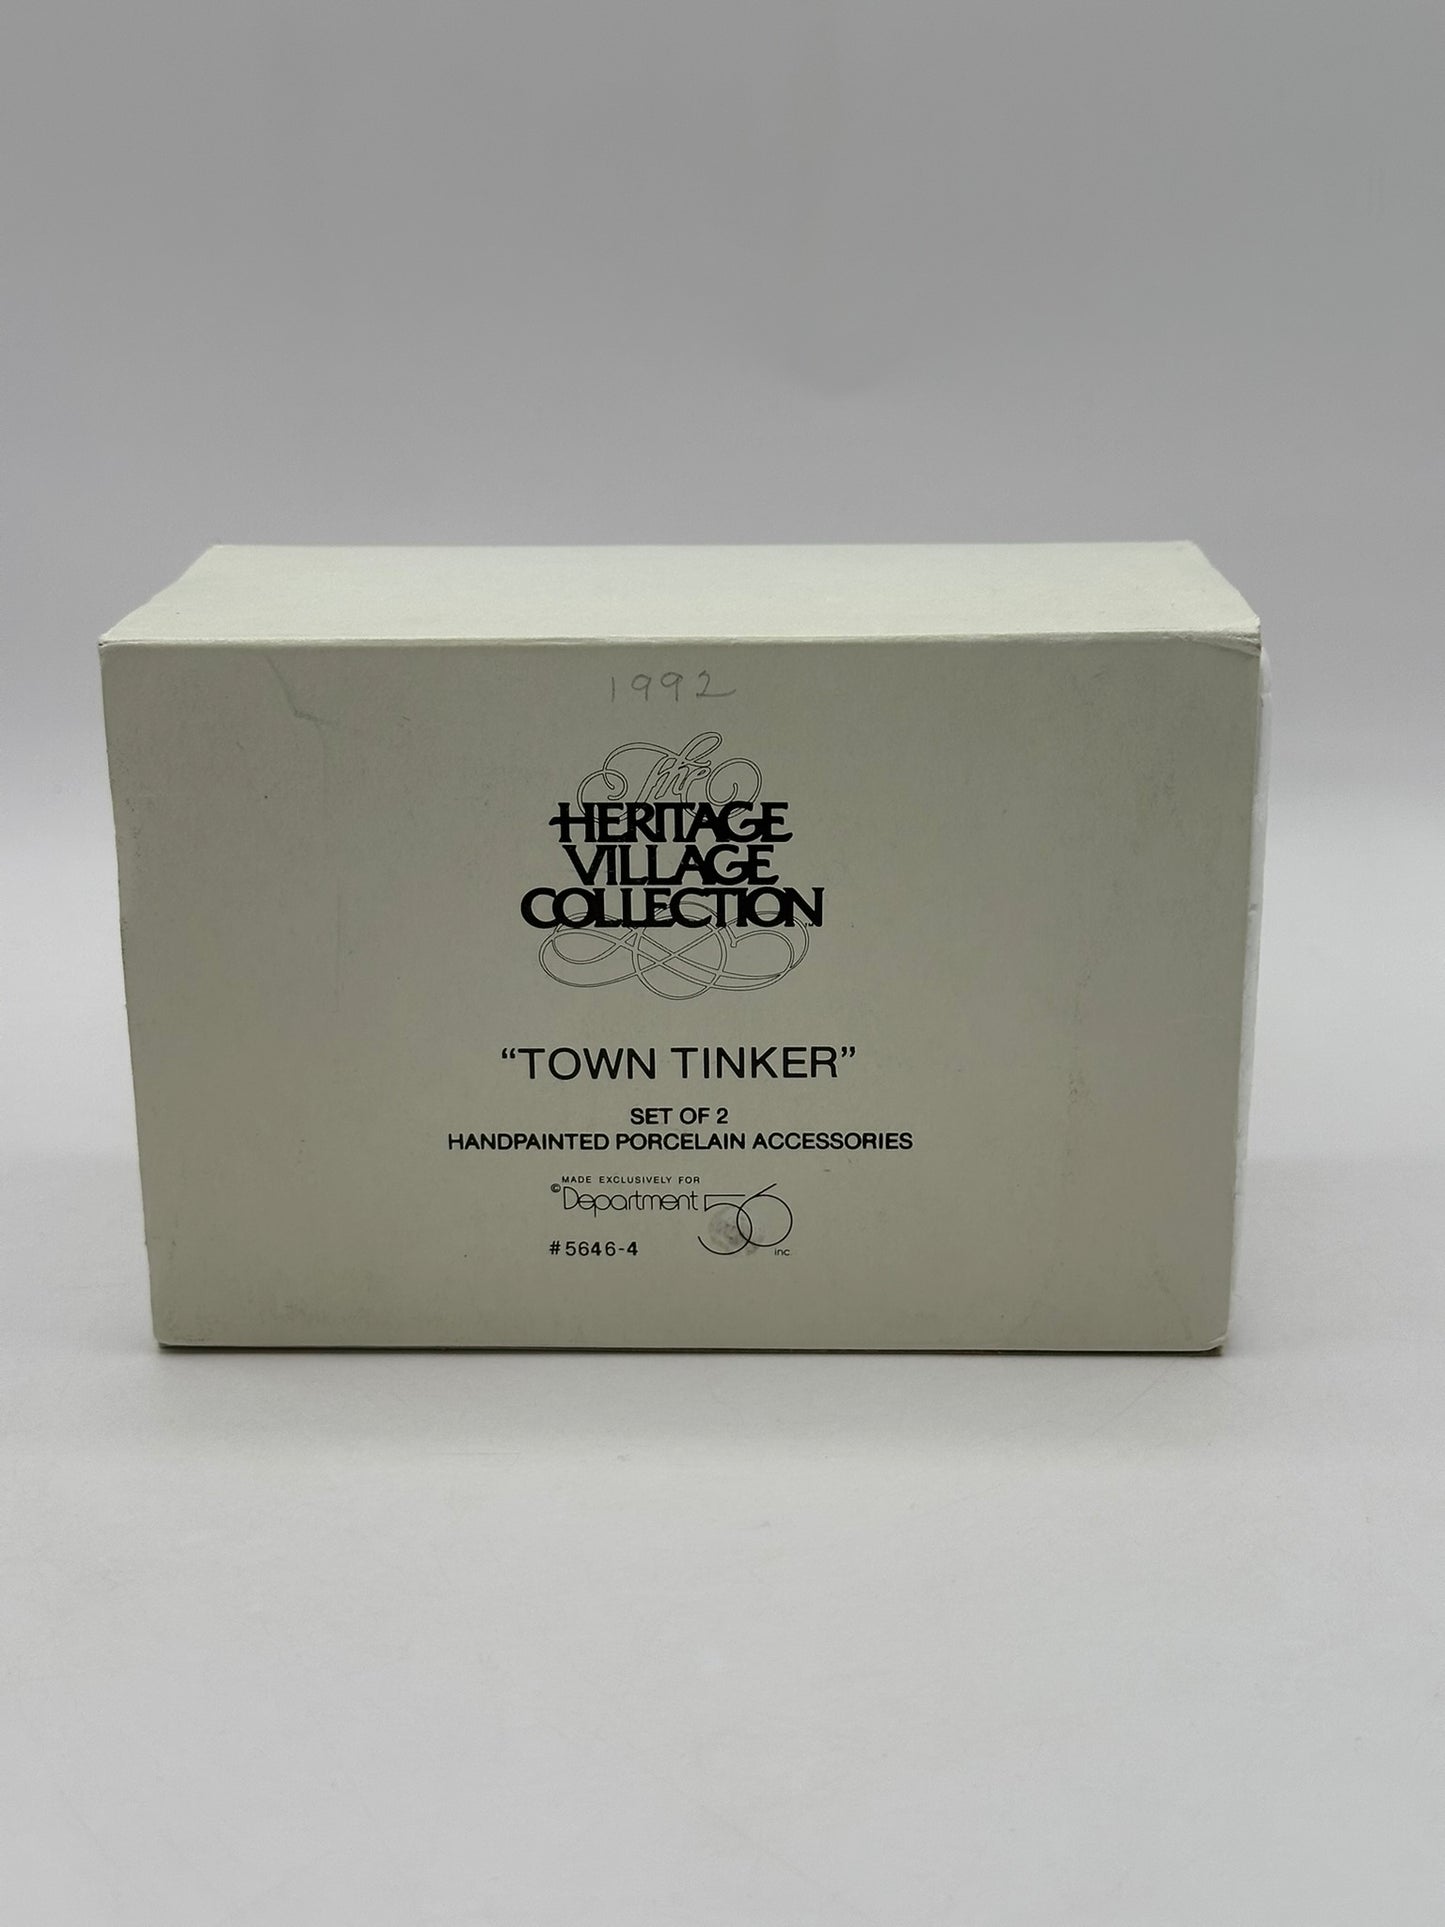 1992
The
HERITAGE
VILLAGE
COLLECTION™
“TOWN TINKER”
SET OF 2
HANDPAINTED PORCELAIN ACCESSORIES
MADE EXCLUSIVELY FOR
© Department 56 inc.
#5646-4